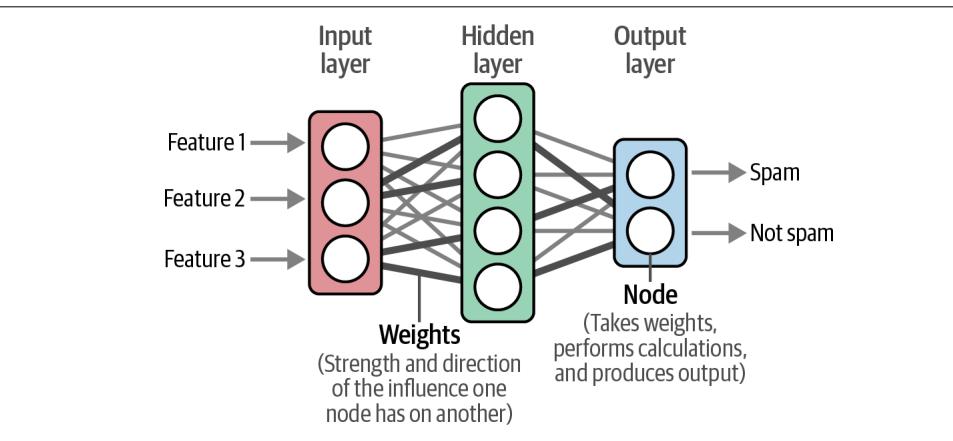 Input
layer
Hidden
layer
Output
layer
Feature 1
Feature 2
Feature 3
Spam
Not spam
Weights
(Strength and direction
of the influence one
node has on another)
Node
(Takes weights,
performs calculations,
and produces output)